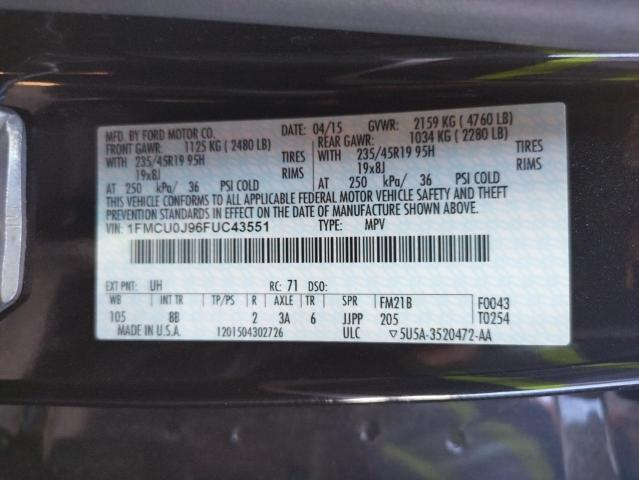 MFD. BY FORD MOTOR CO. DATE: 04/15 GVWR: 2159 KG ( 4760 LB)
FRONT GAWR: 1125 KG ( 2480 LB) REAR GAWR: 1034 KG ( 2280 LB)
WITH 235/45R19 95H TIRES WITH 235/45R19 95H TIRES
19x8J RIMS 19x8J RIMS
AT 250 kPa/ 36 PSI COLD AT 250 kPa/ 36 PSI COLD
THIS VEHICLE CONFORMS TO ALL APPLICABLE FEDERAL MOTOR VEHICLE SAFETY AND THEFT
PREVENTION STANDARDS IN EFFECT ON THE DATE OF MANUFACTURE SHOWN ABOVE.
VIN: 1FMCU0J96FUC43551 TYPE: MPV
EXT PNT: UH RC: 71 DSO:
WB INT TR TP/PS R AXLE TR SPR FM21B F0043
105 BB 2 3A 6 JJPP 205 T0254
MADE IN U.S.A. 1201504302726 ULC ▽5U5A-3520472-AA